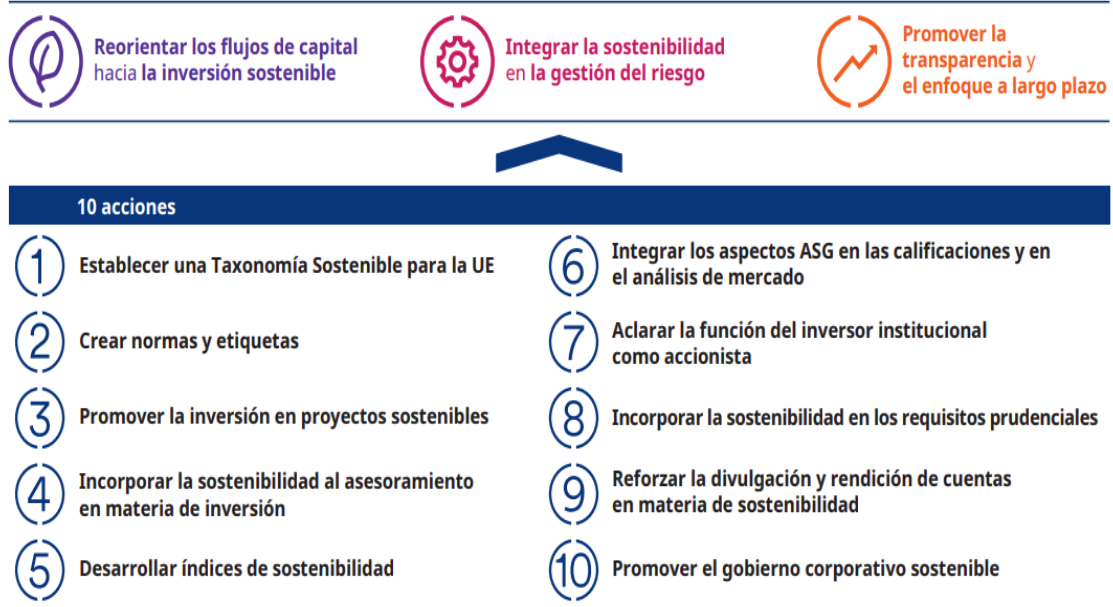 Reorientar los flujos de capital
hacia la inversión sostenible
Integrar la sostenibilidad
en la gestión del riesgo
Promover la
transparencia y
el enfoque a largo plazo
10 acciones
1
Establecer una Taxonomía Sostenible para la UE
2
Crear normas y etiquetas
3
Promover la inversión en proyectos sostenibles
4
Incorporar la sostenibilidad al asesoramiento
en materia de inversión
5
Desarrollar índices de sostenibilidad
6
Integrar los aspectos ASG en las calificaciones y en
el análisis de mercado
7
Aclarar la función del inversor institucional
como accionista
8
Incorporar la sostenibilidad en los requisitos prudenciales
9
Reforzar la divulgación y rendición de cuentas
en materia de sostenibilidad
10
Promover el gobierno corporativo sostenible